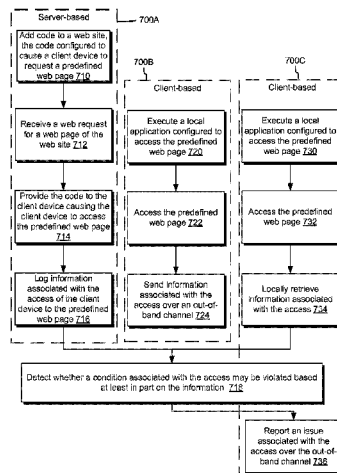 Server-based
700A
Add code to a web site,
the code configured to
cause a client device to
request a predefined
web page 710
Receive a web request
for a web page of the
web site 712
Provide the code to the
client device causing the
client device to access
the predefined web page
714
Log information
associated with the
access of the client
device to the predefined
web page 716
700B
Client-based
Execute a local
application configured to
access the predefined
web page 720
Access the predefined
web page 722
Send information
associated with the
access over an out-of-
band channel 724
700C
Client-based
Execute a local
application configured to
access the predefined
web page 730
Access the predefined
web page 732
Locally retrieve
information associated
with the access 734
Detect whether a condition associated with the access may be violated based
at least in part on the information 718
Report an issue
associated with the
access over the out-of-
band channel 736